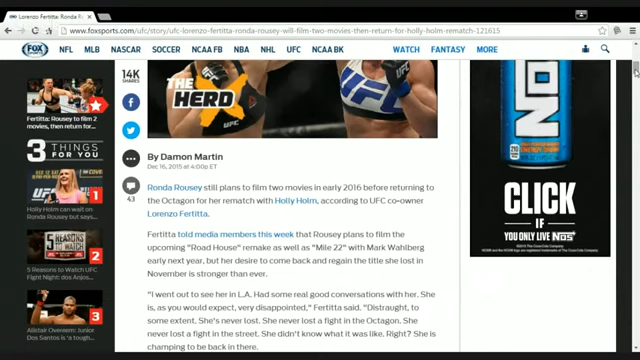 Lorenzo Fertitta: Ronda R
www.foxsports.com/ufc/story/ufc-lorenzo-fertitta-ronda-rousey-will-film-two-movies-then-return-for-holly-holm-rematch-121615
FOX
SPORTS
NFL MLB NASCAR SOCCER NCAA FB NBA NHL UFC NCAA BK WATCH FANTASY MORE
Fertitta: Rousey to film 2
movies, then return for...
3 THINGS
FOR YOU
1
Holly Holm can wait on
Ronda Rousey but says...
5 REASONS
TO WATCH
2
5 Reasons to Watch UFC
Fight Night: dos Anjos...
3
Alistair Overeem: Junior
Dos Santos is 'a tough...
14K
SHARES
43
THE
HERD
UFC
UFC
By Damon Martin
Dec 16, 2015 at 4:00p ET
Ronda Rousey still plans to film two movies in early 2016 before returning to
the Octagon for her rematch with Holly Holm, according to UFC co-owner
Lorenzo Fertitta.
Fertitta told media members this week that Rousey plans to film the
upcoming "Road House" remake as well as "Mile 22" with Mark Wahlberg
early next year, but her desire to come back and regain the title she lost in
November is stronger than ever.
"I went out to see her in L.A. Had some real good conversations with her. She
is, as you would expect, very disappointed," Fertitta said. "Distraught, to
some extent. She's never lost. She never lost a fight in the Octagon. She
never lost a fight in the street. She didn't know what it was like. Right? She is
champing to be back in there.
NOS
CLICK
IF
YOU ONLY LIVE NOS